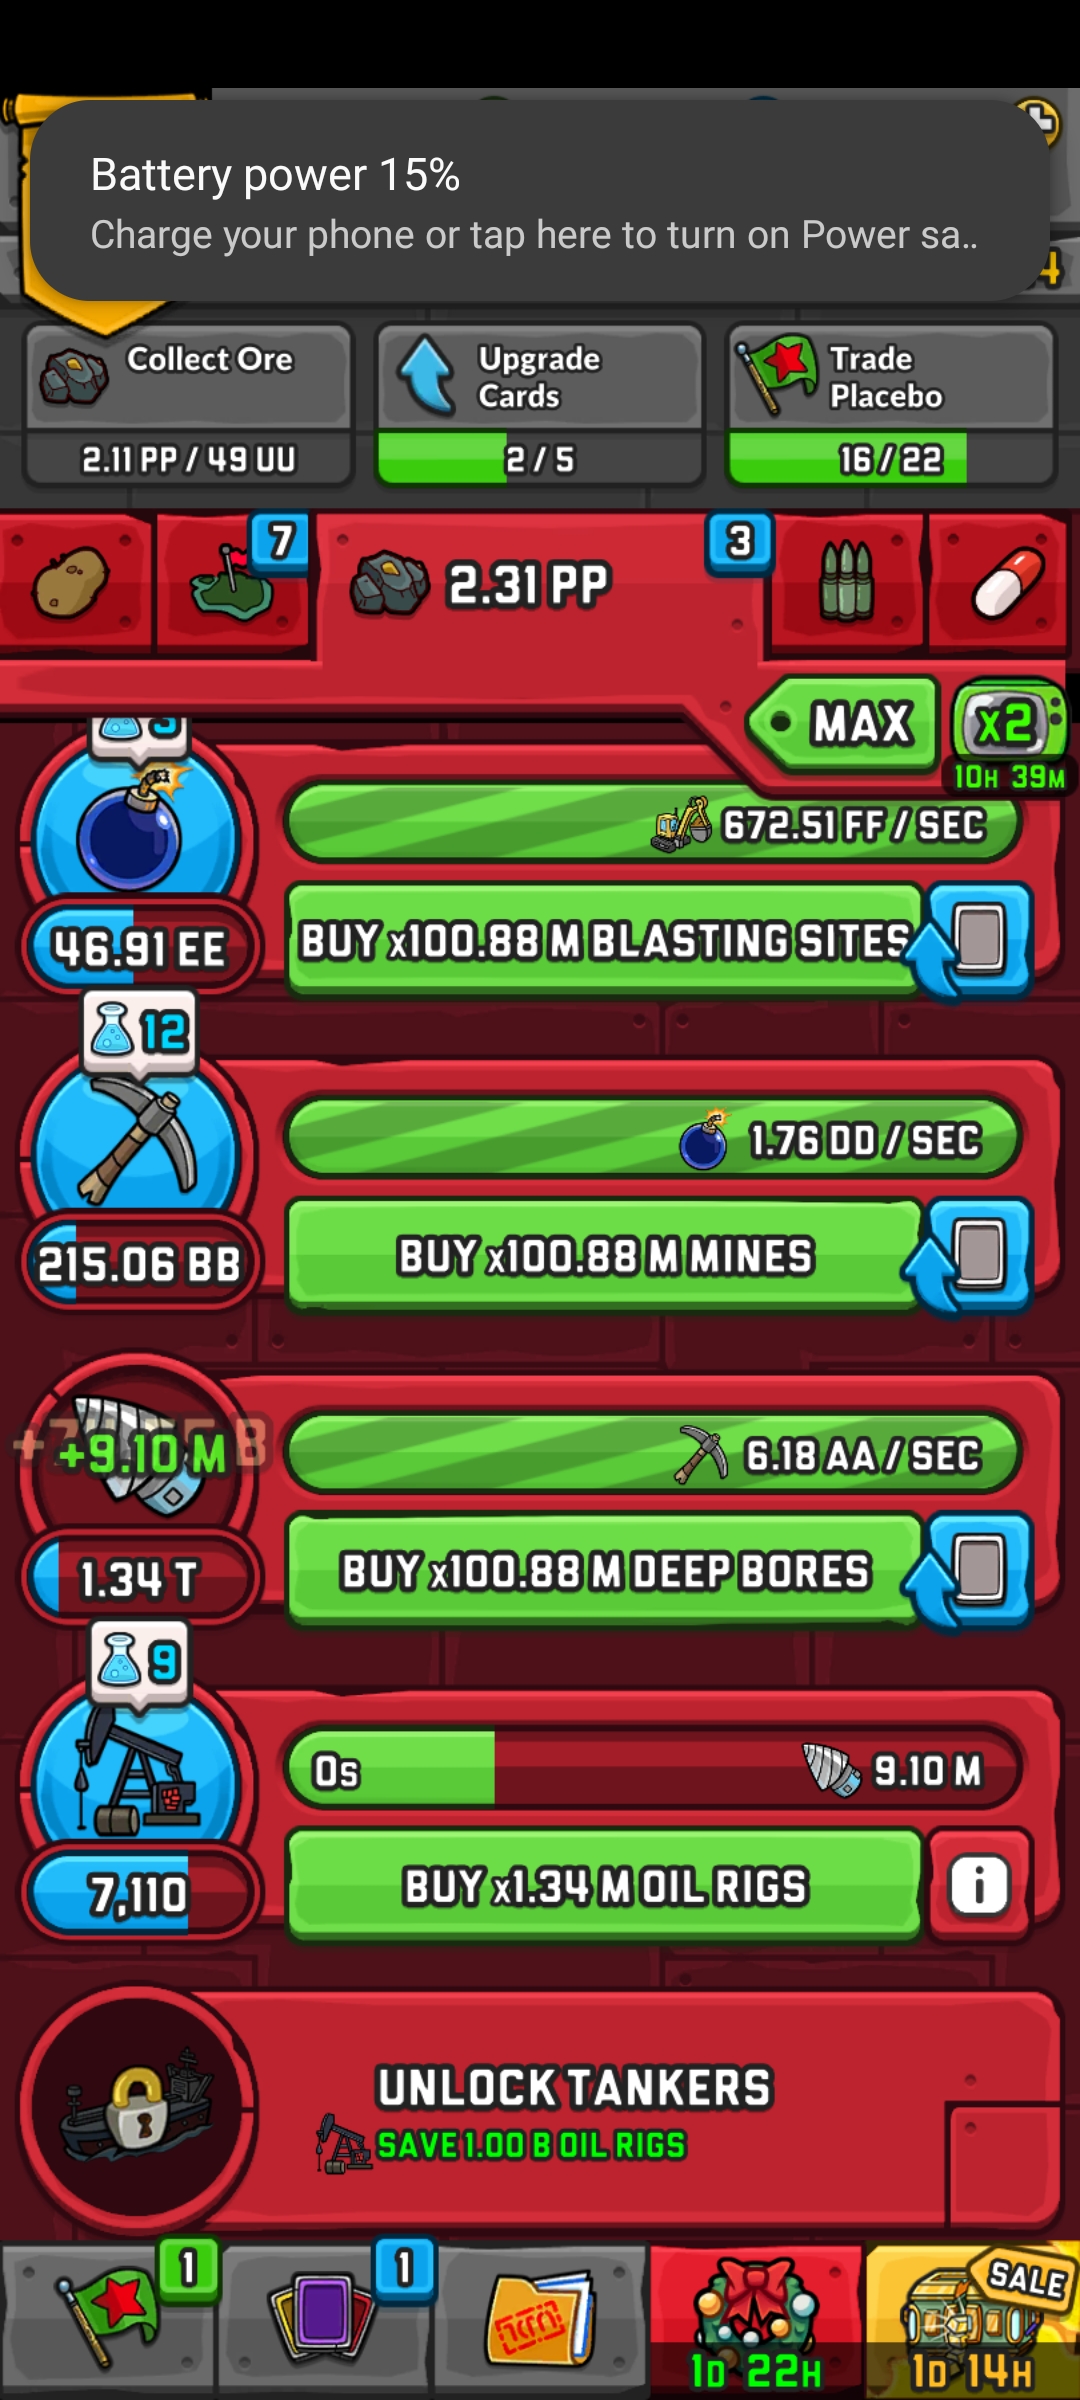 Battery power 15%
Charge your phone or tap here to turn on Power sa..
4
Collect Ore
2.11 PP / 49 UU
Upgrade
Cards
2 / 5
Trade
Placebo
16 / 22
7
2.31 PP
3
MAX
x2
10H 39M
3
672.51 FF / SEC
46.91 EE
BUY x100.88 M BLASTING SITES
12
1.76 DD / SEC
215.06 BB
BUY x100.88 M MINES
+9.10 M
6.18 AA / SEC
1.34 T
BUY x100.88 M DEEP BORES
9
0s
9.10 M
7,110
BUY x1.34 M OIL RIGS
i
UNLOCK TANKERS
SAVE 1.00 B OIL RIGS
1
1
SALE
1D 22H
1D 14H